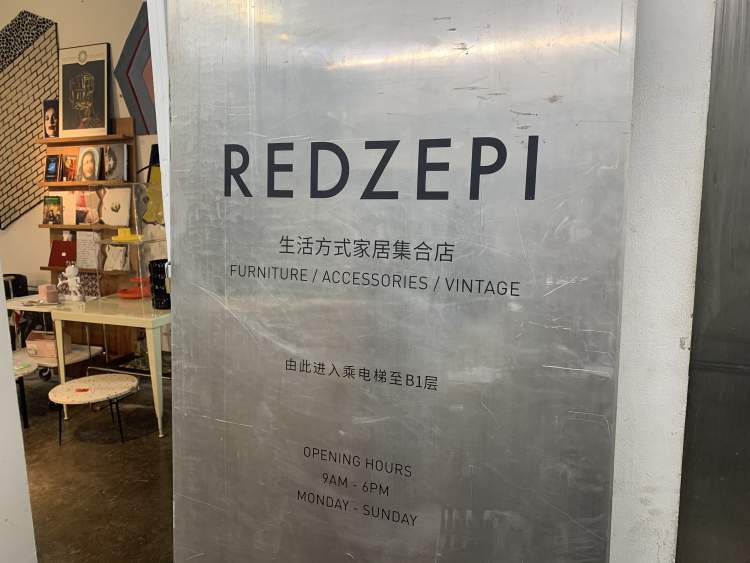 REDZEPI
生活方式家居集合店
FURNITURE / ACCESSORIES / VINTAGE
由此进入乘电梯至B1层
OPENING HOURS
9AM - 6PM
MONDAY - SUNDAY